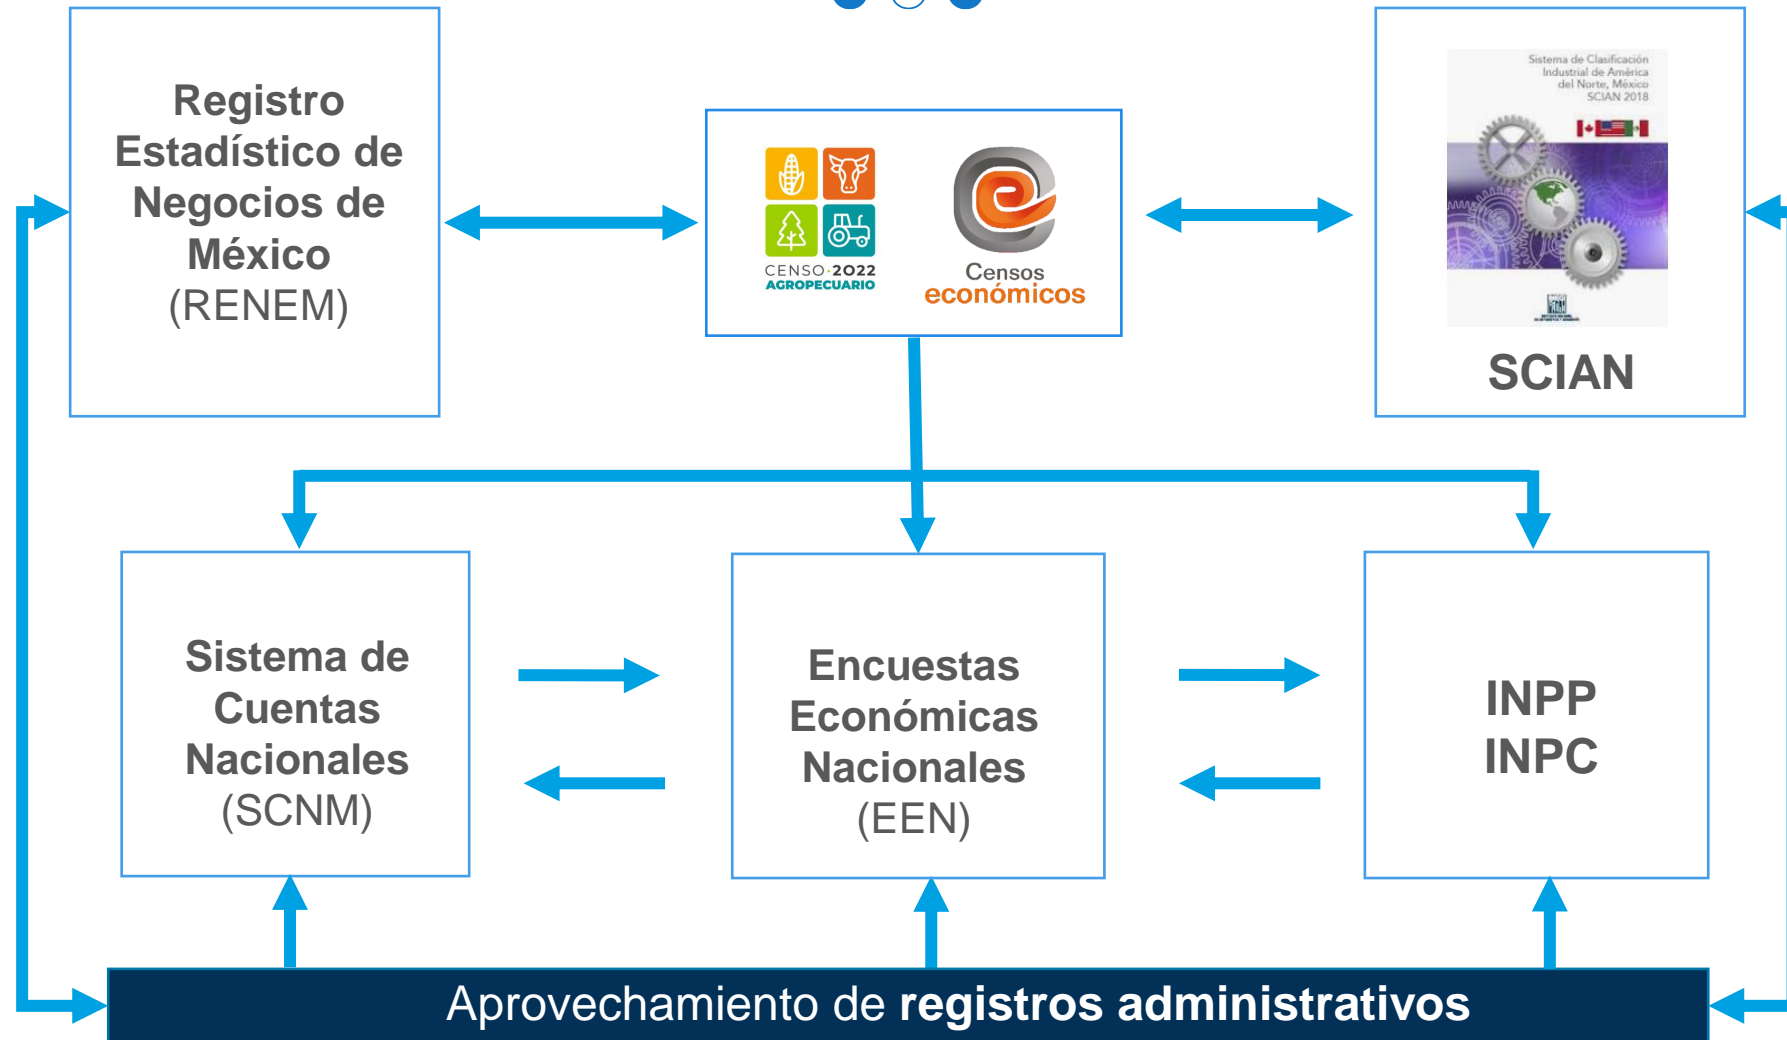 Registro
Estadístico de
Negocios de
México
(RENEM)
CENSO·2022
AGROPECUARIO
Censos
económicos
Sistema de Clasificación
Industrial de América
del Norte, México
SCIAN 2018
SCIAN
Sistema de
Cuentas
Nacionales
(SCNM)
Encuestas
Económicas
Nacionales
(EEN)
INPP
INPC
Aprovechamiento de registros administrativos